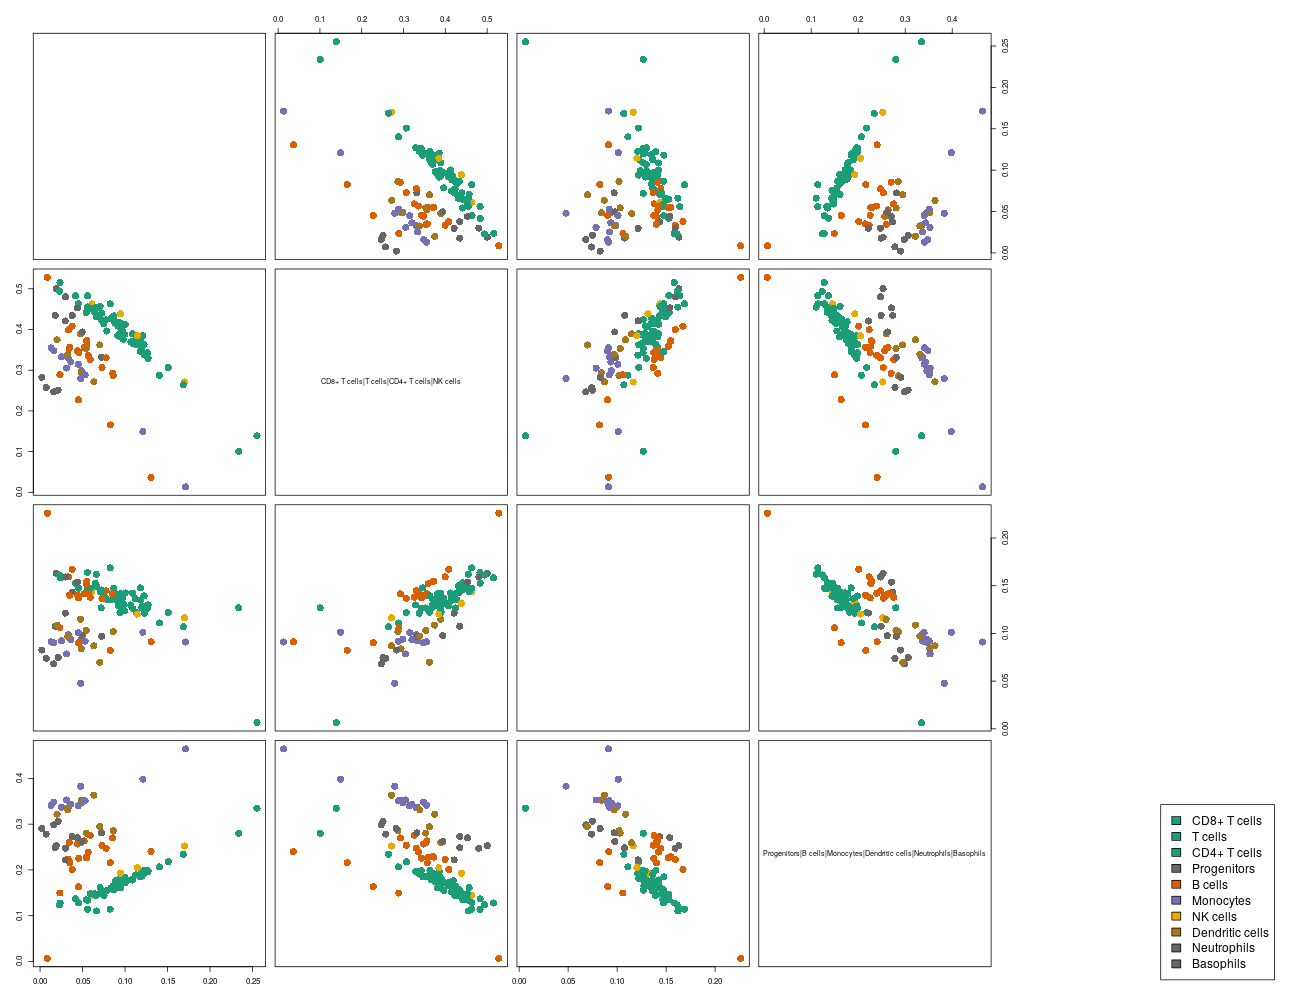 0.0 0.1 0.2 0.3 0.4 0.5
0.0 0.1 0.2 0.3 0.4
0.00 0.05 0.10 0.15 0.20 0.25
0.0 0.1 0.2 0.3 0.4 0.5
CD8+ T cells|T cells|CD4+ T cells|NK cells
0.00 0.05 0.10 0.15 0.20
0.0 0.1 0.2 0.3 0.4
Progenitors|B cells|Monocytes|Dendritic cells|Neutrophils|Basophils
0.00 0.05 0.10 0.15 0.20 0.25
0.00 0.05 0.10 0.15 0.20
CD8+ T cells
T cells
CD4+ T cells
Progenitors
B cells
Monocytes
NK cells
Dendritic cells
Neutrophils
Basophils